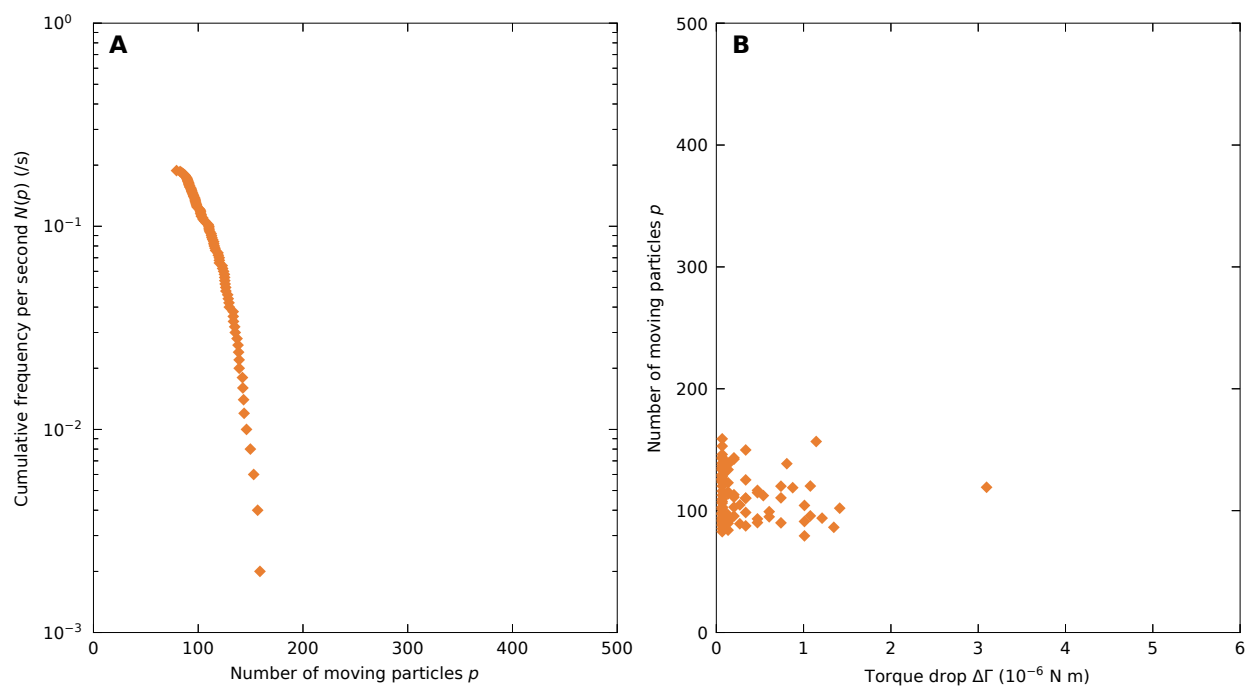 A
10⁰
10⁻¹
10⁻²
10⁻³
Cumulative frequency per second N(p) (/s)
0 100 200 300 400 500
Number of moving particles p
B
500
400
300
200
100
0
Number of moving particles p
0 1 2 3 4 5 6
Torque drop ΔΓ (10⁻⁶ N m)